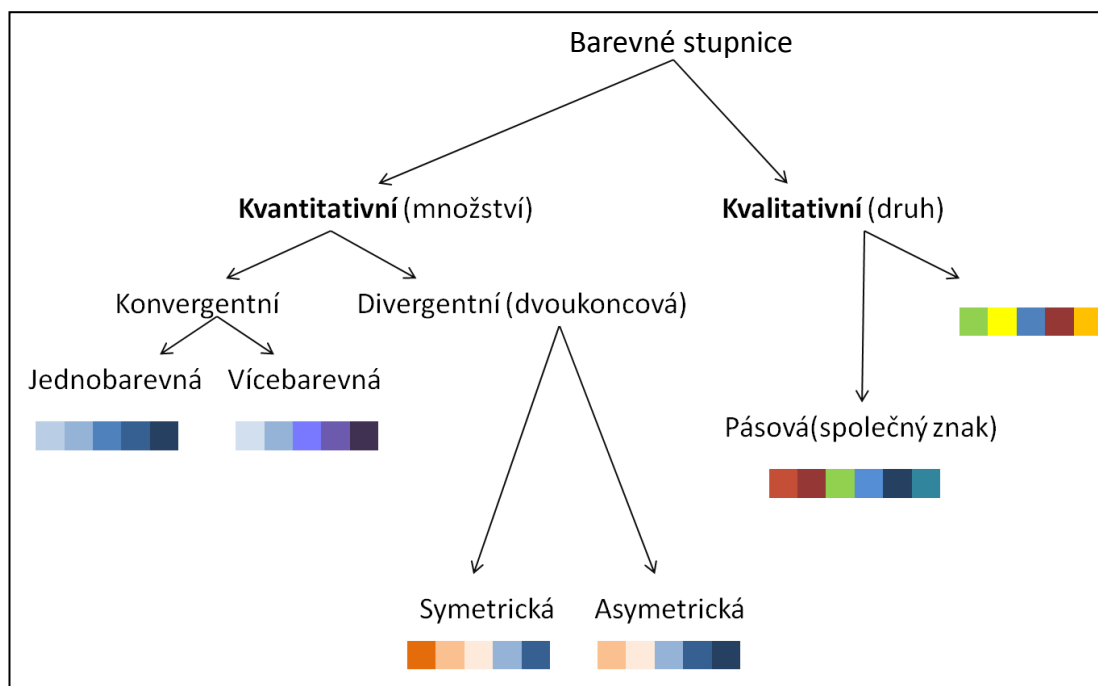 Barevné stupnice
Kvantitativní (množství)
Kvalitativní (druh)
Konvergentní
Divergentní (dvoukoncová)
Jednobarevná
Vícebarevná
Pásová(společný znak)
Symetrická
Asymetrická